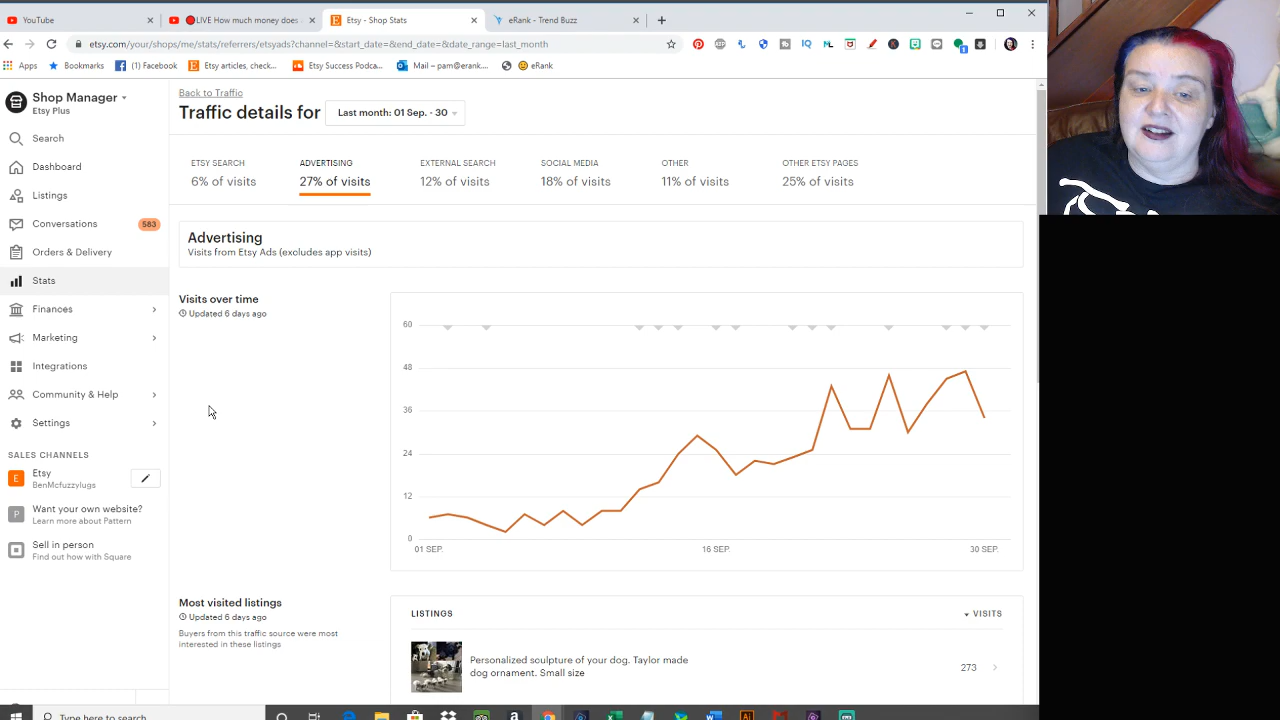 YouTube
LIVE How much money does
Etsy - Shop Stats
eRank - Trend Buzz
etsy.com/your/shops/me/stats/referrers/etsyads?channel=&start_date=&end_date=&date_range=last_month
Apps
Bookmarks
(1) Facebook
Etsy articles, check...
Etsy Success Podca...
Mail – pam@erank....
eRank
Shop Manager
Etsy Plus
Search
Dashboard
Listings
Conversations
583
Orders & Delivery
Stats
Finances
Marketing
Integrations
Community & Help
Settings
SALES CHANNELS
E
Etsy
BenMcfuzzylugs
P
Want your own website?
Learn more about Pattern
Sell in person
Find out how with Square
Back to Traffic
Traffic details for
Last month: 01 Sep. - 30
ETSY SEARCH
6% of visits
ADVERTISING
27% of visits
EXTERNAL SEARCH
12% of visits
SOCIAL MEDIA
18% of visits
OTHER
11% of visits
OTHER ETSY PAGES
25% of visits
Advertising
Visits from Etsy Ads (excludes app visits)
Visits over time
Updated 6 days ago
60
48
36
24
12
0
01 SEP.
16 SEP.
30 SEP.
Most visited listings
Updated 6 days ago
Buyers from this traffic source were most
interested in these listings
LISTINGS
VISITS
Personalized sculpture of your dog. Taylor made
dog ornament. Small size
273
Type here to search